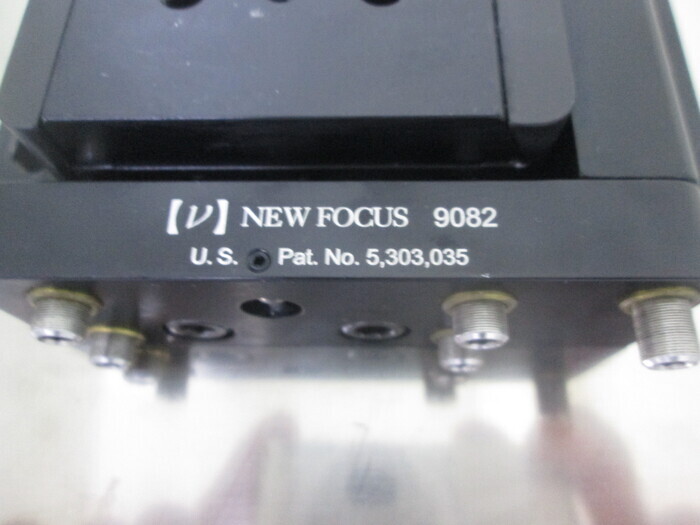 [ν] NEW FOCUS 9082
U.S. Pat. No. 5,303,035